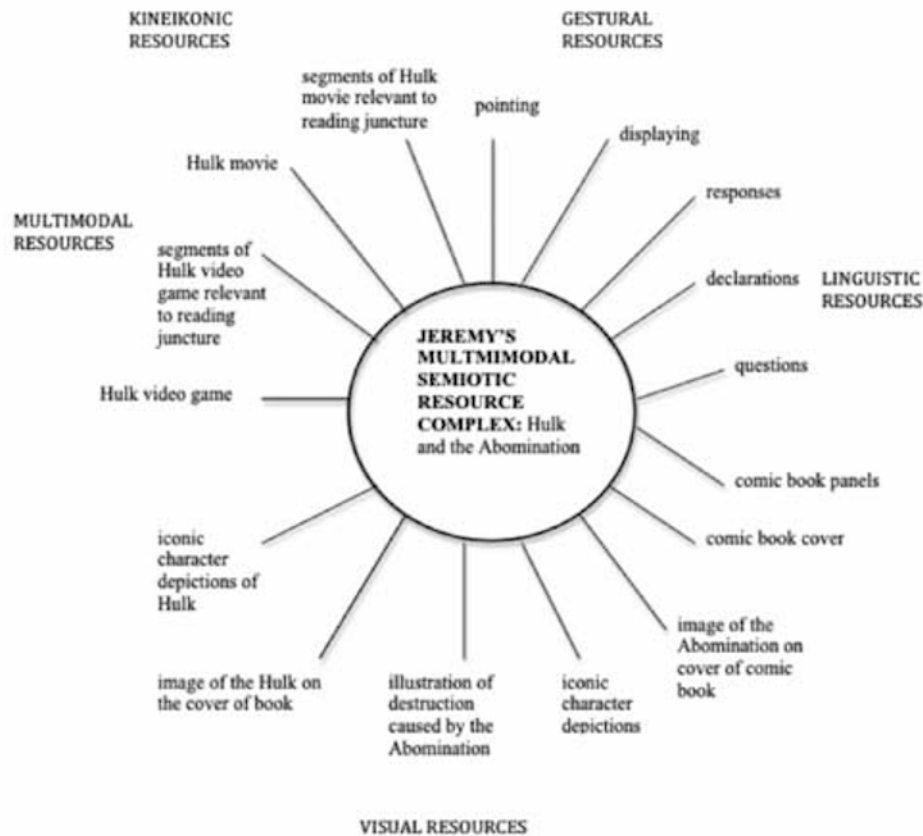 KINEIKONIC
RESOURCES
GESTURAL
RESOURCES
segments of Hulk
movie relevant to
reading juncture
pointing
displaying
Hulk movie
responses
MULTIMODAL
RESOURCES
segments of
Hulk video
game relevant
to reading
juncture
declarations
LINGUISTIC
RESOURCES
JEREMY'S
MULTMIMODAL
SEMIOTIC
RESOURCE
COMPLEX: Hulk
and the Abomination
questions
Hulk video game
comic book panels
comic book cover
iconic
character
depictions of
Hulk
image of the
Abomination on
cover of comic
book
image of the Hulk on
the cover of book
illustration of
destruction
caused by the
Abomination
iconic
character
depictions
VISUAL RESOURCES